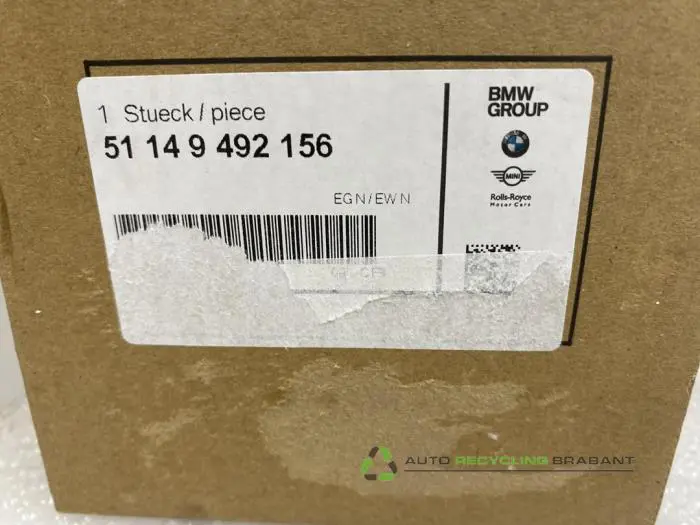 1 Stueck / piece
51 14 9 492 156
EGN/EWN
BMW
GROUP
MINI
Rolls-Royce
Motor Cars
AUTO RECYCLING BRABANT